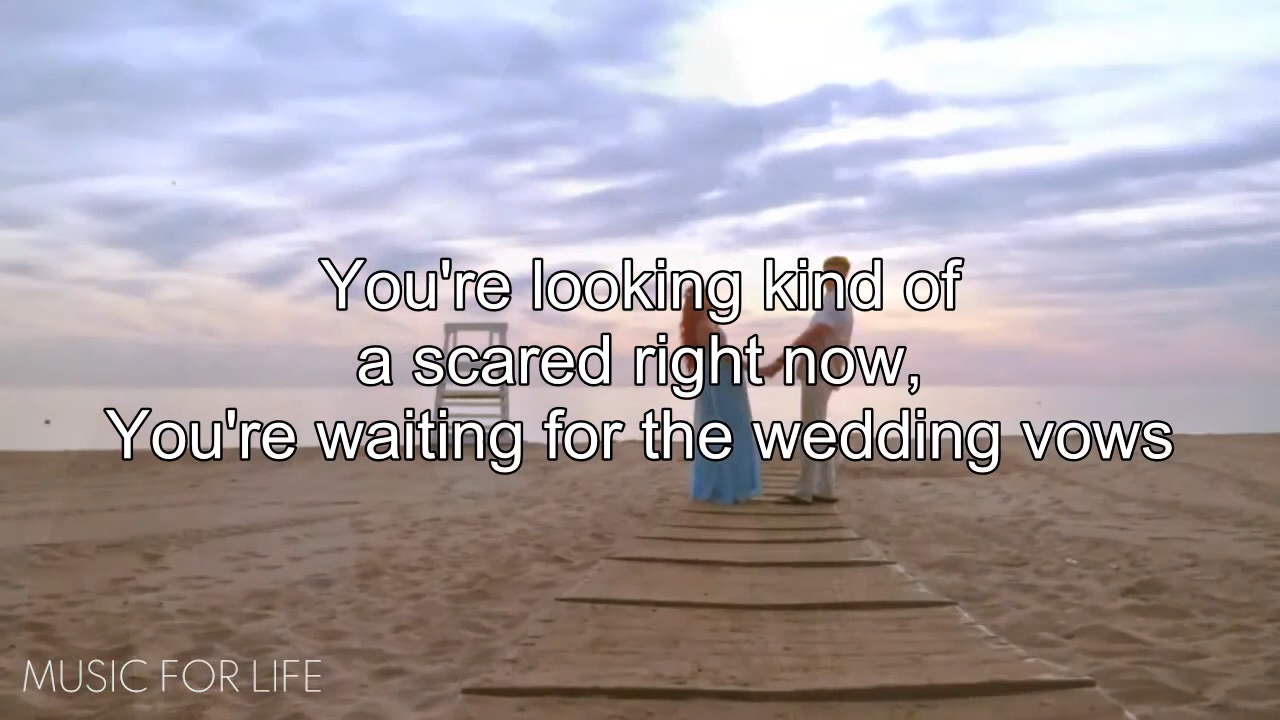 You're looking kind of
a scared right now,
You're waiting for the wedding vows
MUSIC FOR LIFE